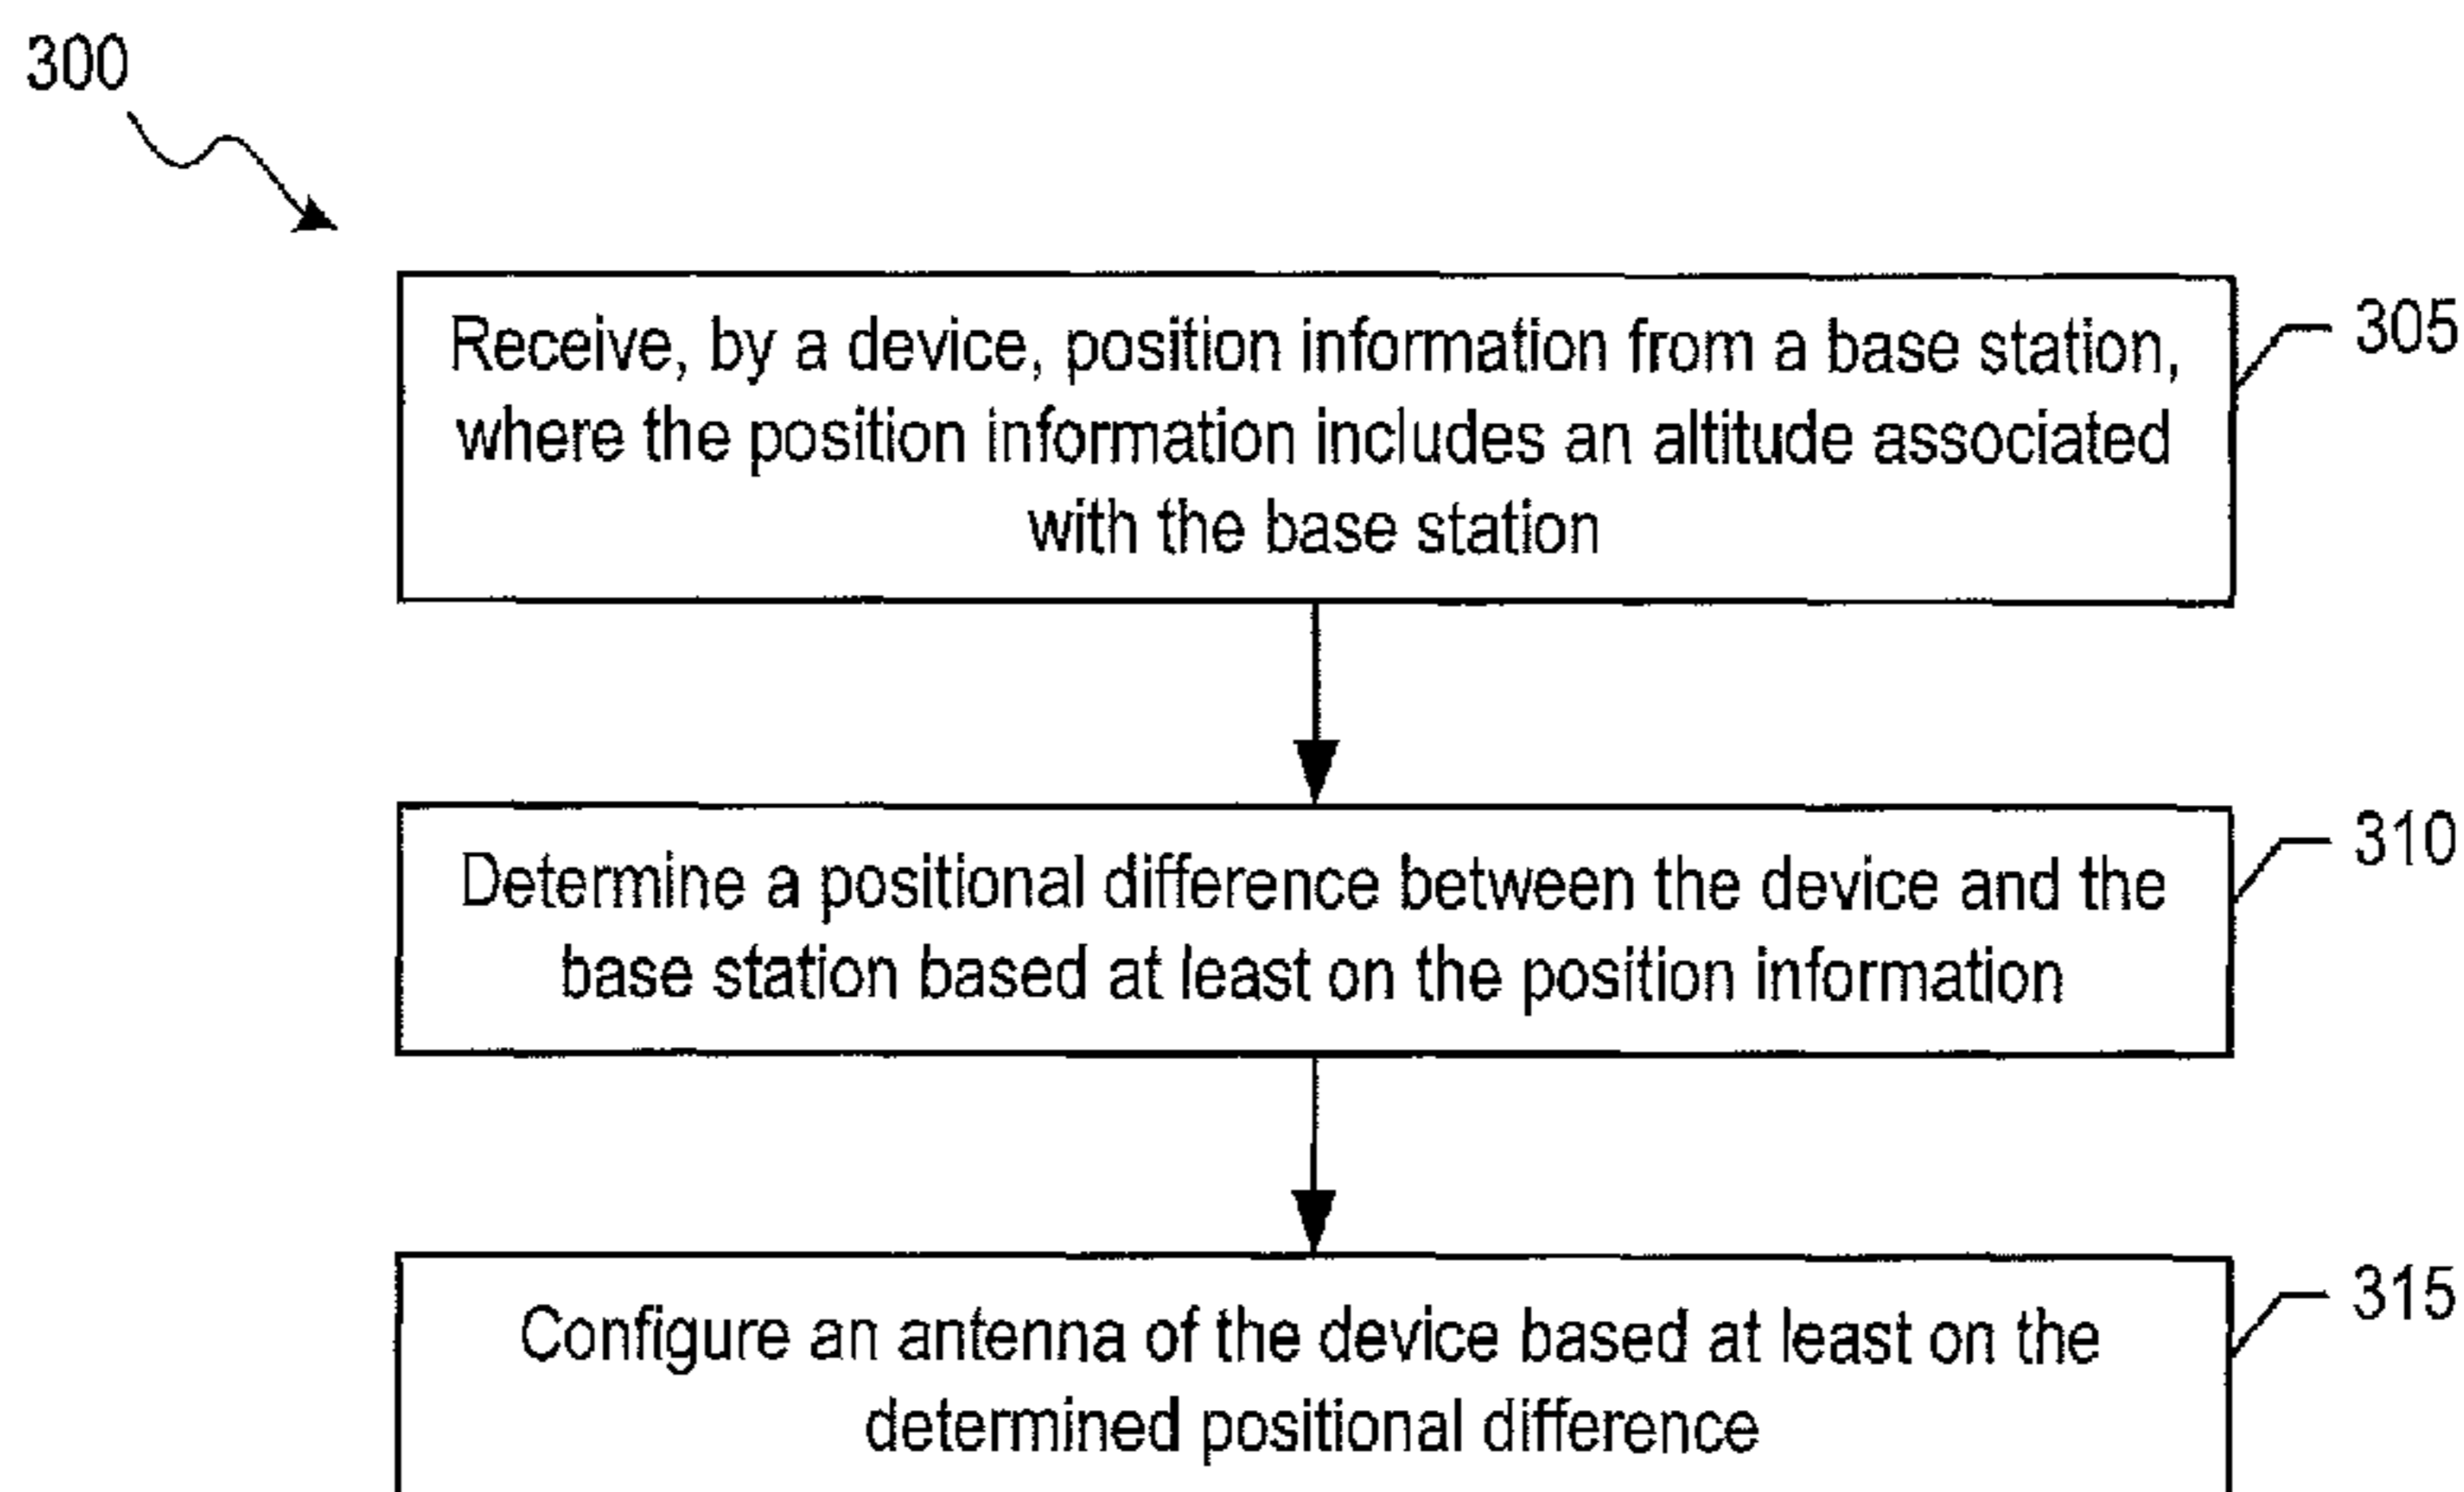 300
Receive, by a device, position information from a base station,
where the position information includes an altitude associated
with the base station
305
Determine a positional difference between the device and the
base station based at least on the position information
310
Configure an antenna of the device based at least on the
determined positional difference
315